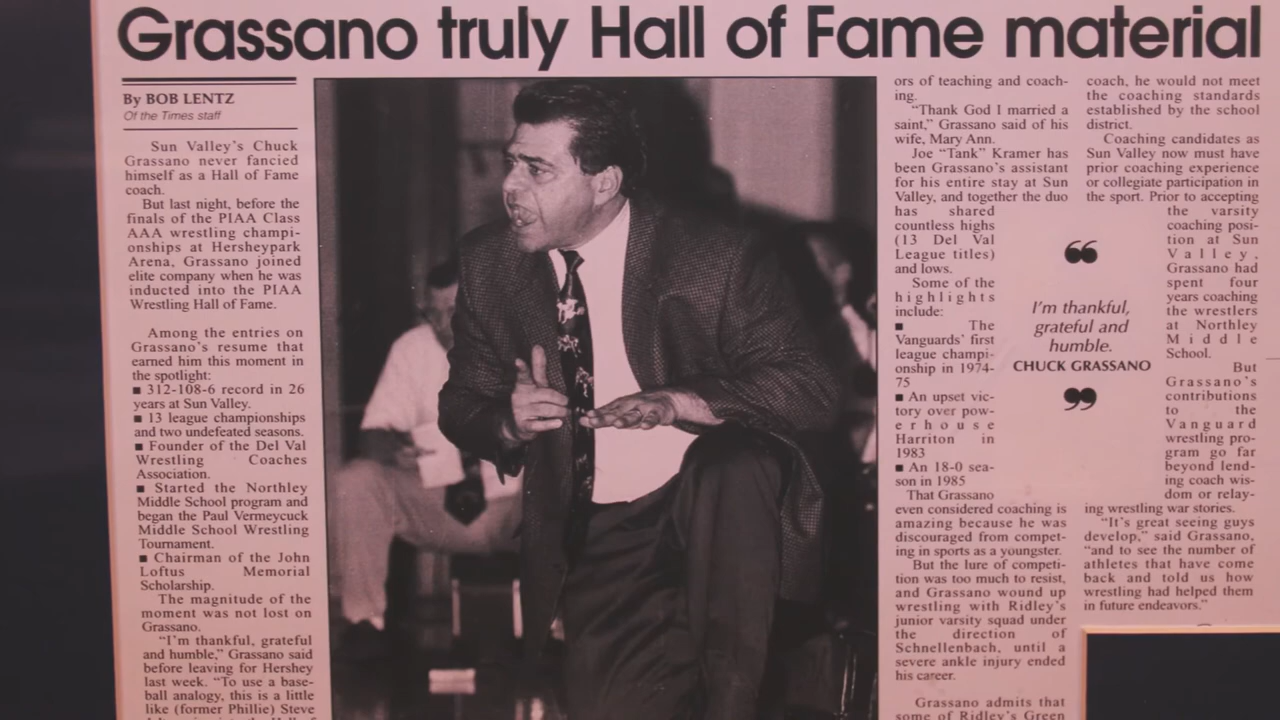 Grassano truly Hall of Fame material
By BOB LENTZ
Of the Times staff
Sun Valley's Chuck
Grassano never fancied
himself as a Hall of Fame
coach.
But last night, before the
finals of the PIAA Class
AAA wrestling champi-
onships at Hersheypark
Arena, Grassano joined
elite company when he was
inducted into the PIAA
Wrestling Hall of Fame.
Among the entries on
Grassano's resume that
earned him this moment in
the spotlight:
■ 312-108-6 record in 26
years at Sun Valley.
■ 13 league championships
and two undefeated seasons.
■ Founder of the Del Val
Wrestling Coaches
Association.
■ Started the Northley
Middle School program and
began the Paul Vermeycuck
Middle School Wrestling
Tournament.
■ Chairman of the John
Loftus Memorial
Scholarship.
The magnitude of the
moment was not lost on
Grassano.
"I'm thankful, grateful
and humble," Grassano said
before leaving for Hershey
last week. "To use a base-
ball analogy, this is a little
like (former Phillie) Steve
ors of teaching and coach-
ing.
"Thank God I married a
saint," Grassano said of his
wife, Mary Ann.
Joe "Tank" Kramer has
been Grassano's assistant
for his entire stay at Sun
Valley, and together the duo
has shared
countless highs
(13 Del Val
League titles)
and lows.
Some of the
highlights
include:
■ The
Vanguards' first
league champi-
onship in 1974-
75
■ An upset vic-
tory over pow-
erhouse
Harriton in
1983
■ An 18-0 sea-
son in 1985
That Grassano
even considered coaching is
amazing because he was
discouraged from compet-
ing in sports as a youngster.
But the lure of competi-
tion was too much to resist,
and Grassano wound up
wrestling with Ridley's
junior varsity squad under
the direction of
Schnellenbach, until a
severe ankle injury ended
his career.
Grassano admits that
some of Ridley's Green
“
I'm thankful,
grateful and
humble.
CHUCK GRASSANO
”
coach, he would not meet
the coaching standards
established by the school
district.
Coaching candidates as
Sun Valley now must have
prior coaching experience
or collegiate participation in
the sport. Prior to accepting
the varsity
coaching posi-
tion at Sun
Valley,
Grassano had
spent four
years coaching
the wrestlers
at Northley
Middle
School.
But
Grassano's
contributions
to the
Vanguard
wrestling pro-
gram go far
beyond lend-
ing coach wis-
dom or relay-
ing wrestling war stories.
"It's great seeing guys
develop," said Grassano,
"and to see the number of
athletes that have come
back and told us how
wrestling had helped them
in future endeavors."